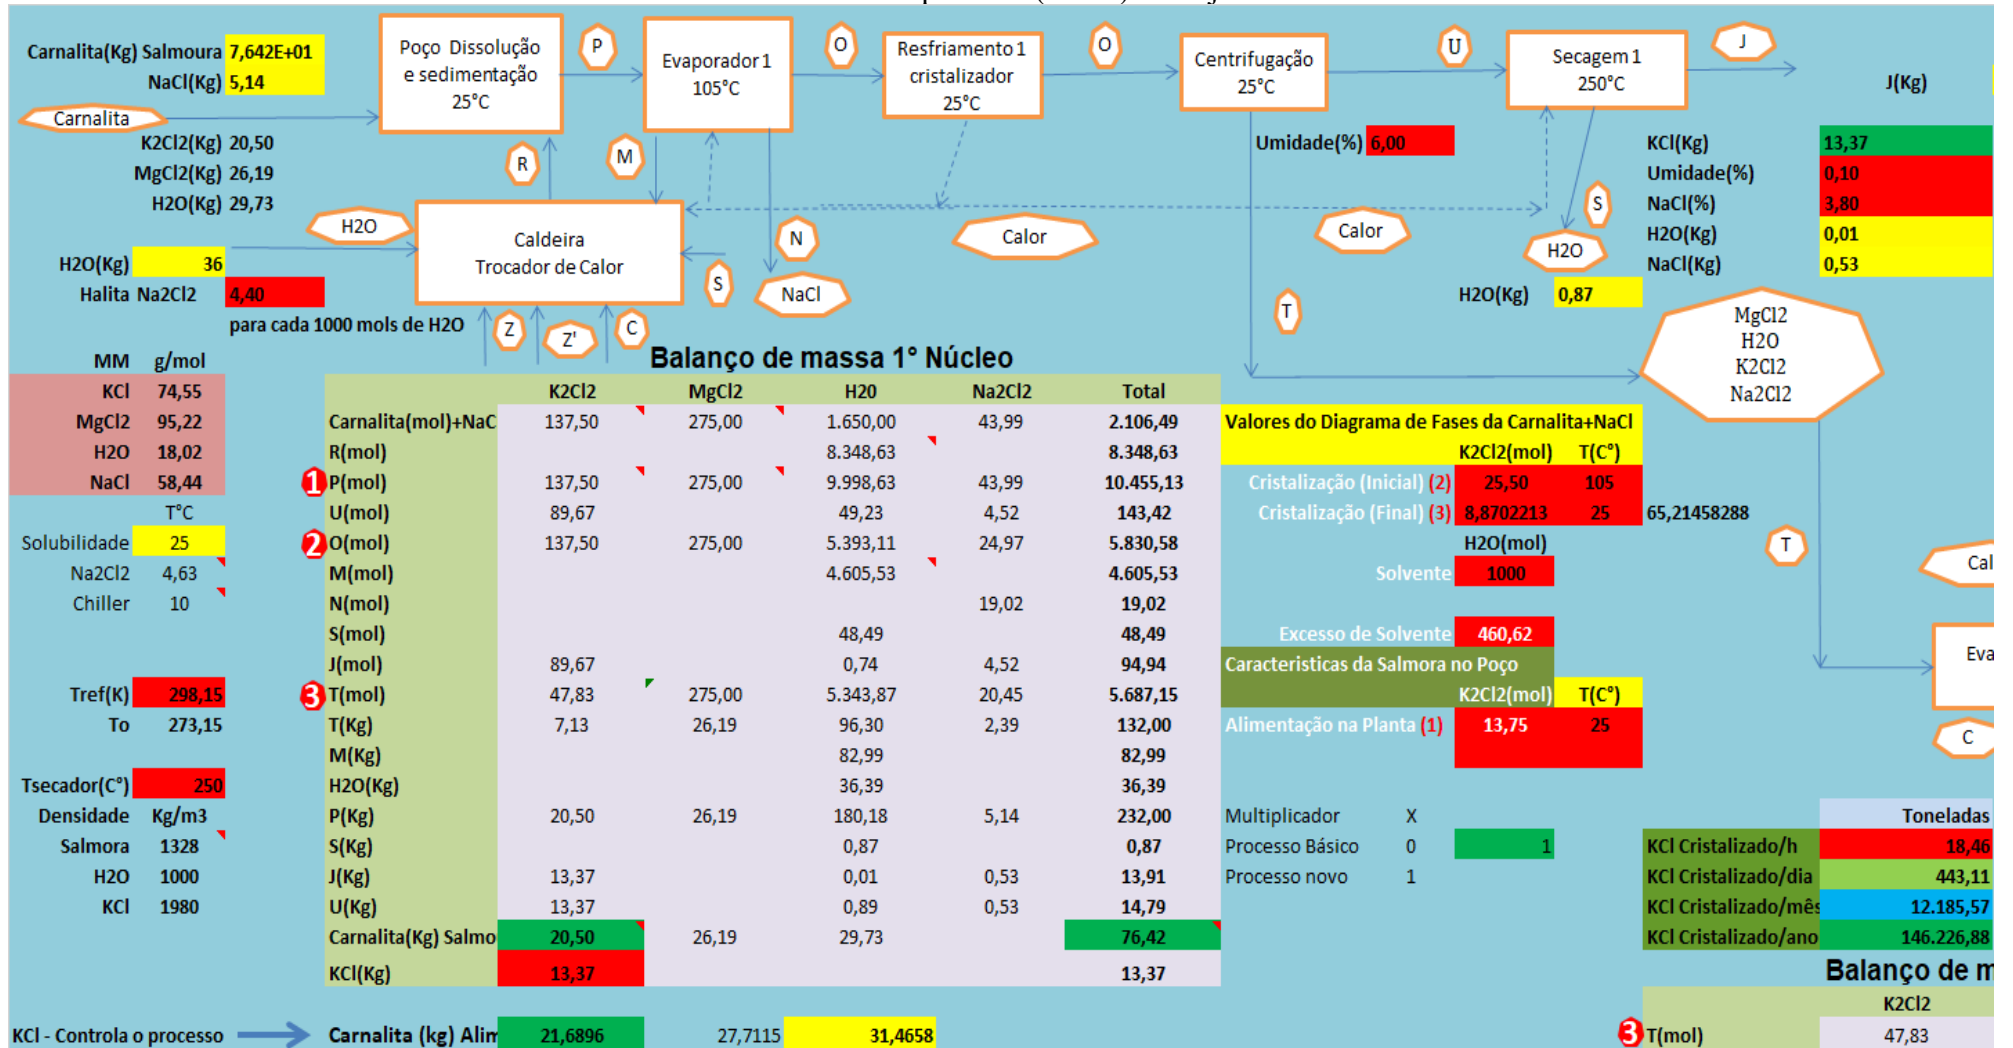 Carnalita(Kg) Salmoura 7,642E+01
NaCl(Kg) 5,14
Carnalita
K2Cl2(Kg) 20,50
MgCl2(Kg) 26,19
H2O(Kg) 29,73
H2O
H2O(Kg) 36
Halita Na2Cl2 4,40
para cada 1000 mols de H2O
Poço Dissolução
e sedimentação
25°C
P
Evaporador 1
105°C
O
Resfriamento 1
cristalizador
25°C
O
Centrifugação
25°C
U
Secagem 1
250°C
J
J(Kg)
R
M
Caldeira
Trocador de Calor
N
NaCl
S
Calor
Calor
Z
Z'
C
Umidade(%) 6,00
T
S
H2O
H2O(Kg) 0,87
KCl(Kg) 13,37
Umidade(%) 0,10
NaCl(%) 3,80
H2O(Kg) 0,01
NaCl(Kg) 0,53
MgCl2
H2O
K2Cl2
Na2Cl2
T
Cal
Eva
C
MM g/mol
KCl 74,55
MgCl2 95,22
H2O 18,02
NaCl 58,44
T°C
Solubilidade 25
Na2Cl2 4,63
Chiller 10
Tref(K) 298,15
To 273,15
Tsecador(C°) 250
Densidade Kg/m3
Salmora 1328
H2O 1000
KCl 1980
Balanço de massa 1° Núcleo
K2Cl2 MgCl2 H20 Na2Cl2 Total
Carnalita(mol)+NaC 137,50 275,00 1.650,00 43,99 2.106,49
R(mol) 8.348,63 8.348,63
1 P(mol) 137,50 275,00 9.998,63 43,99 10.455,13
U(mol) 89,67 49,23 4,52 143,42
2 O(mol) 137,50 275,00 5.393,11 24,97 5.830,58
M(mol) 4.605,53 4.605,53
N(mol) 19,02 19,02
S(mol) 48,49 48,49
J(mol) 89,67 0,74 4,52 94,94
3 T(mol) 47,83 275,00 5.343,87 20,45 5.687,15
T(Kg) 7,13 26,19 96,30 2,39 132,00
M(Kg) 82,99 82,99
H2O(Kg) 36,39 36,39
P(Kg) 20,50 26,19 180,18 5,14 232,00
S(Kg) 0,87 0,87
J(Kg) 13,37 0,01 0,53 13,91
U(Kg) 13,37 0,89 0,53 14,79
Carnalita(Kg) Salmo 20,50 26,19 29,73 76,42
KCl(Kg) 13,37 13,37
KCl - Controla o processo Carnalita (kg) Alin 21,6896 27,7115 31,4658
Valores do Diagrama de Fases da Carnalita+NaCl
K2Cl2(mol) T(C°)
Cristalização (Inicial) (2) 25,50 105
Cristalização (Final) (3) 8,8702213 25 65,21458288
H2O(mol)
Solvente 1000
Excesso de Solvente 460,62
Caracteristicas da Salmora no Poço
K2Cl2(mol) T(C°)
Alimentação na Planta (1) 13,75 25
Multiplicador X
Processo Básico 0 1
Processo novo 1
Toneladas
KCl Cristalizado/h 18,46
KCl Cristalizado/dia 443,11
KCl Cristalizado/mês 12.185,57
KCl Cristalizado/ano 146.226,88
Balanço de m
K2Cl2
3 T(mol) 47,83